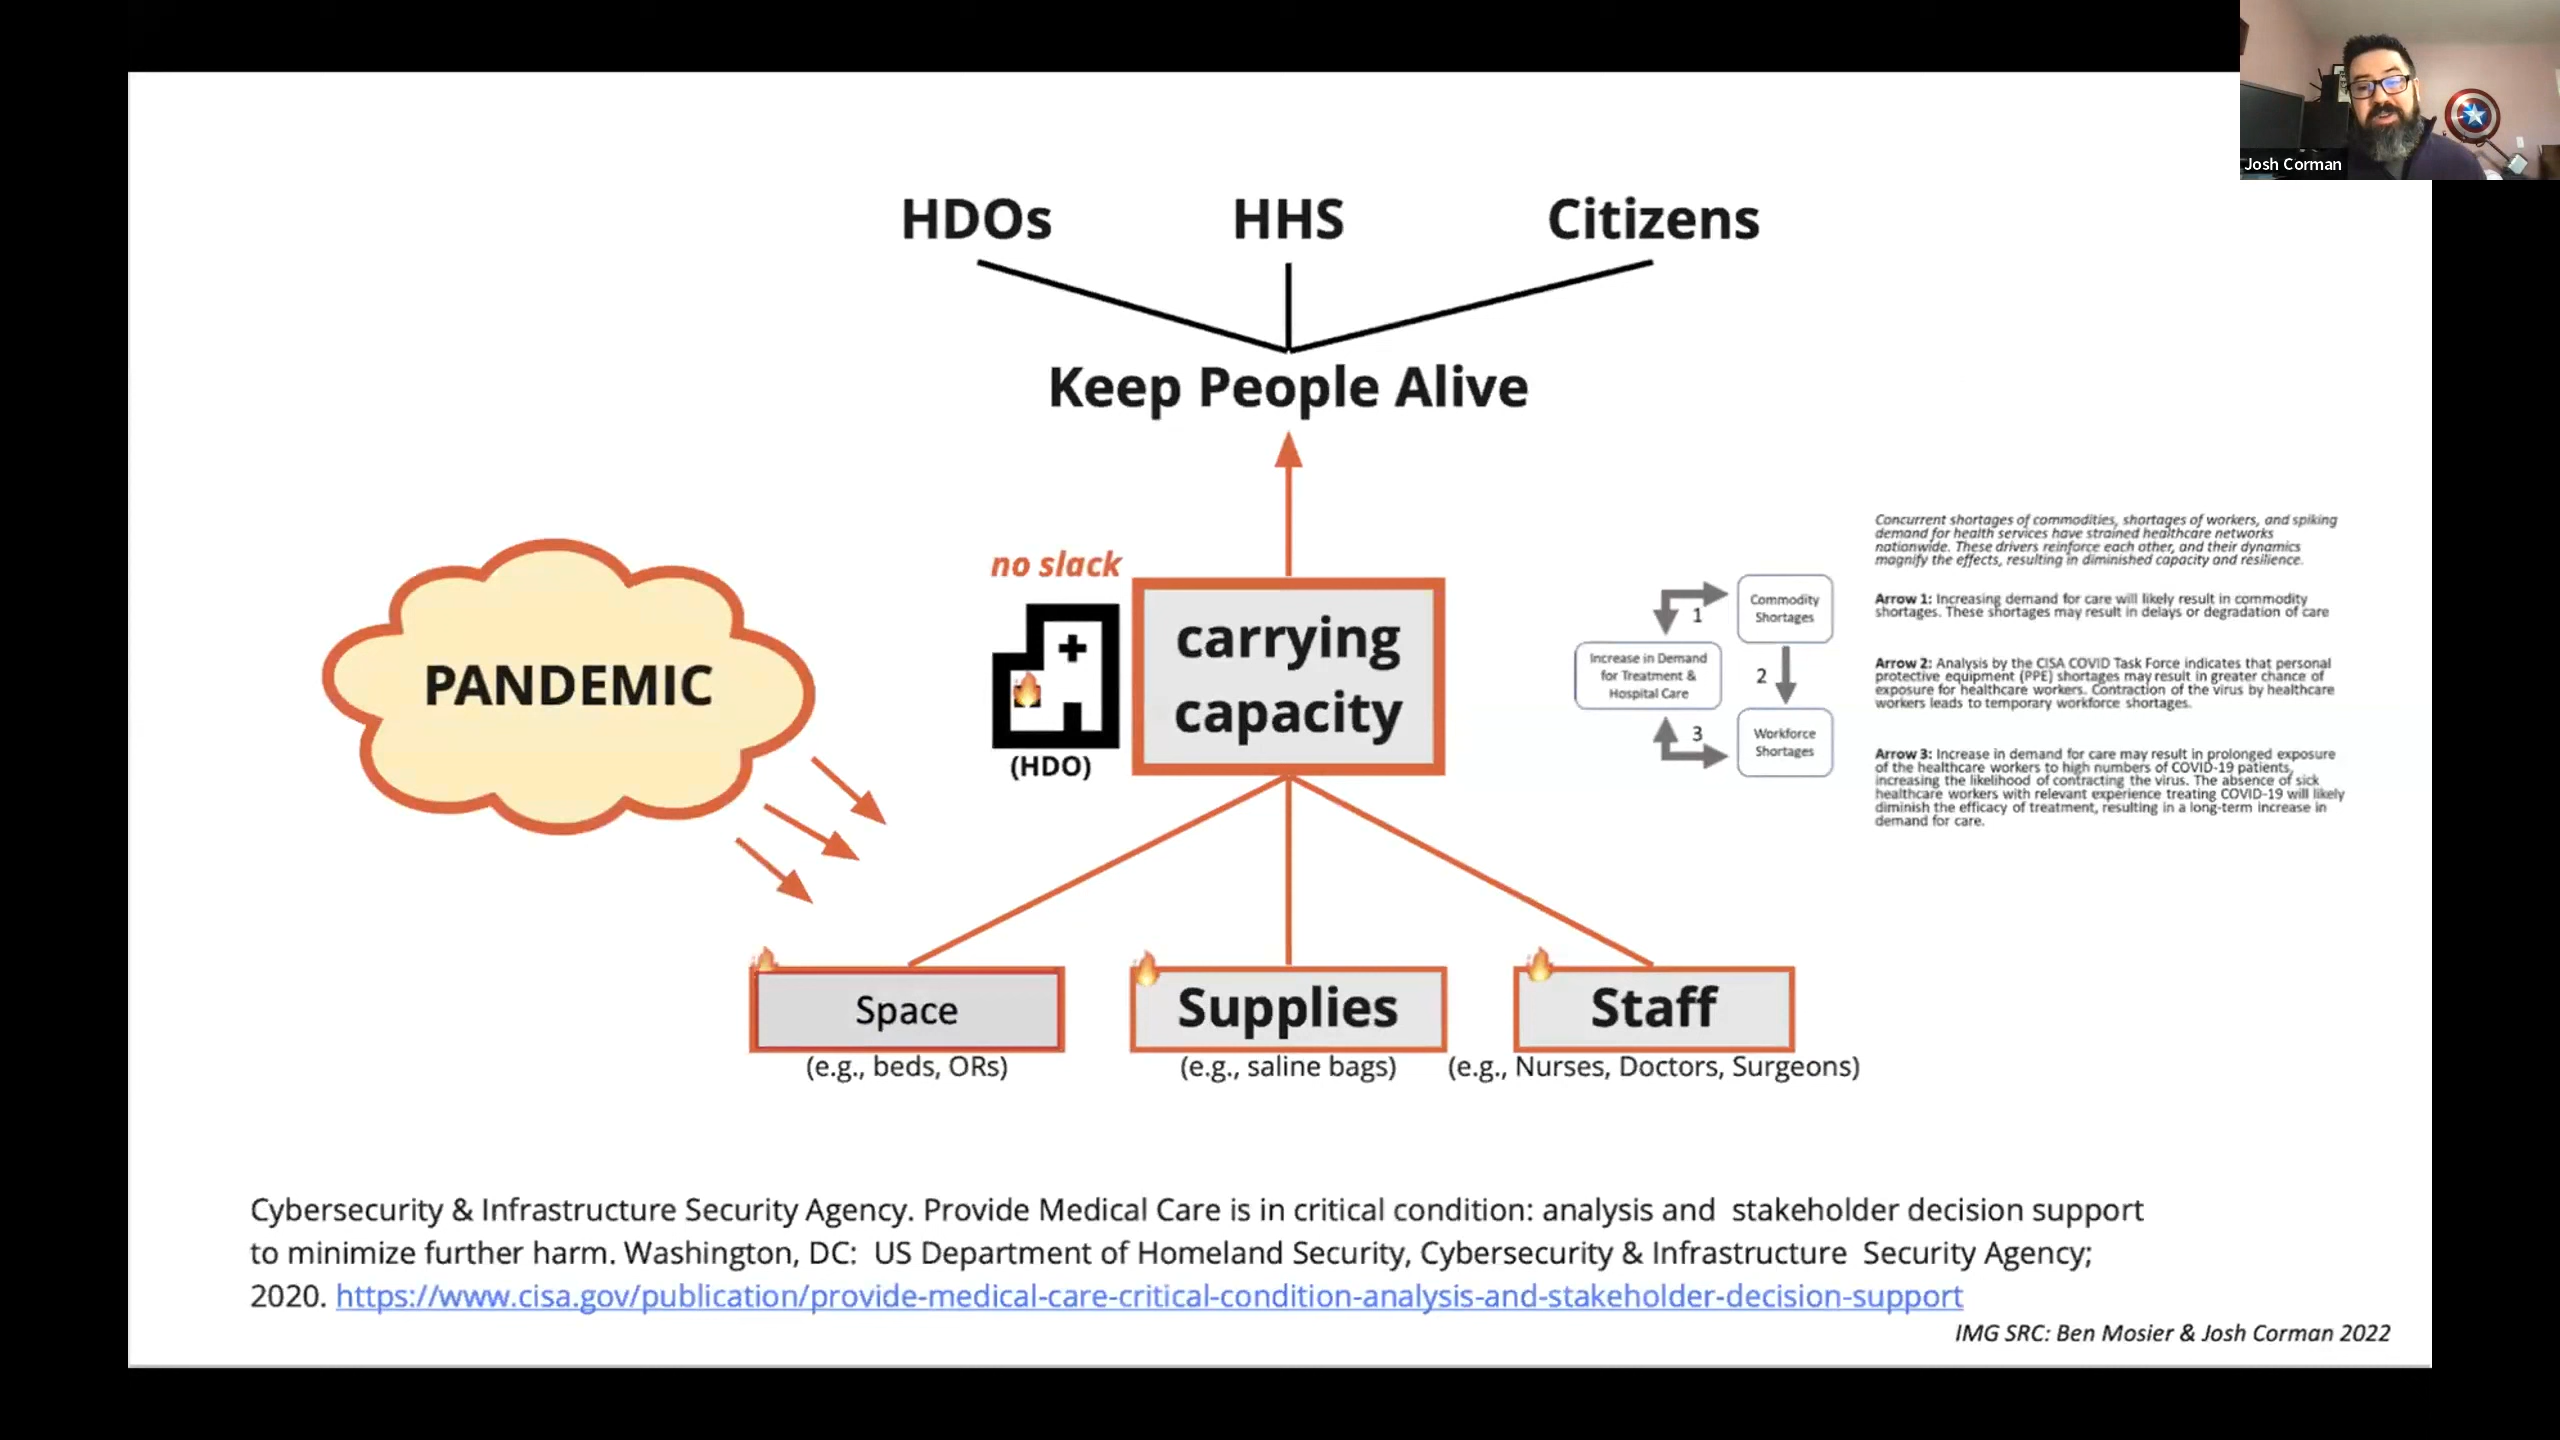 Josh Corman
HDOs
HHS
Citizens
Keep People Alive
no slack
(HDO)
carrying
capacity
PANDEMIC
Commodity
Shortages
1
Increase in Demand
for Treatment &
Hospital Care
2
3
Workforce
Shortages
Concurrent shortages of commodities, shortages of workers, and spiking
demand for health services have strained healthcare networks
nationwide. These drivers reinforce each other, and their dynamics
magnify the effects, resulting in diminished capacity and resilience.
Arrow 1: Increasing demand for care will likely result in commodity
shortages. These shortages may result in delays or degradation of care
Arrow 2: Analysis by the CISA COVID Task Force indicates that personal
protective equipment (PPE) shortages may result in greater chance of
exposure for healthcare workers. Contraction of the virus by healthcare
workers leads to temporary workforce shortages.
Arrow 3: Increase in demand for care may result in prolonged exposure
of the healthcare workers to high numbers of COVID-19 patients,
increasing the likelihood of contracting the virus. The absence of sick
healthcare workers with relevant experience treating COVID-19 will likely
diminish the efficacy of treatment, resulting in a long-term increase in
demand for care.
Space
(e.g., beds, ORs)
Supplies
(e.g., saline bags)
Staff
(e.g., Nurses, Doctors, Surgeons)
Cybersecurity & Infrastructure Security Agency. Provide Medical Care is in critical condition: analysis and stakeholder decision support
to minimize further harm. Washington, DC: US Department of Homeland Security, Cybersecurity & Infrastructure Security Agency;
2020. https://www.cisa.gov/publication/provide-medical-care-critical-condition-analysis-and-stakeholder-decision-support
IMG SRC: Ben Mosier & Josh Corman 2022